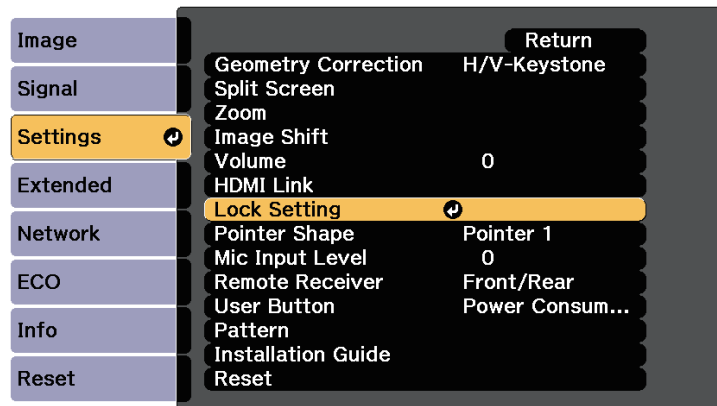 Image
Signal
Settings
Extended
Network
ECO
Info
Reset
Return
Geometry Correction H/V-Keystone
Split Screen
Zoom
Image Shift
Volume 0
HDMI Link
Lock Setting
Pointer Shape Pointer 1
Mic Input Level 0
Remote Receiver Front/Rear
User Button Power Consum...
Pattern
Installation Guide
Reset